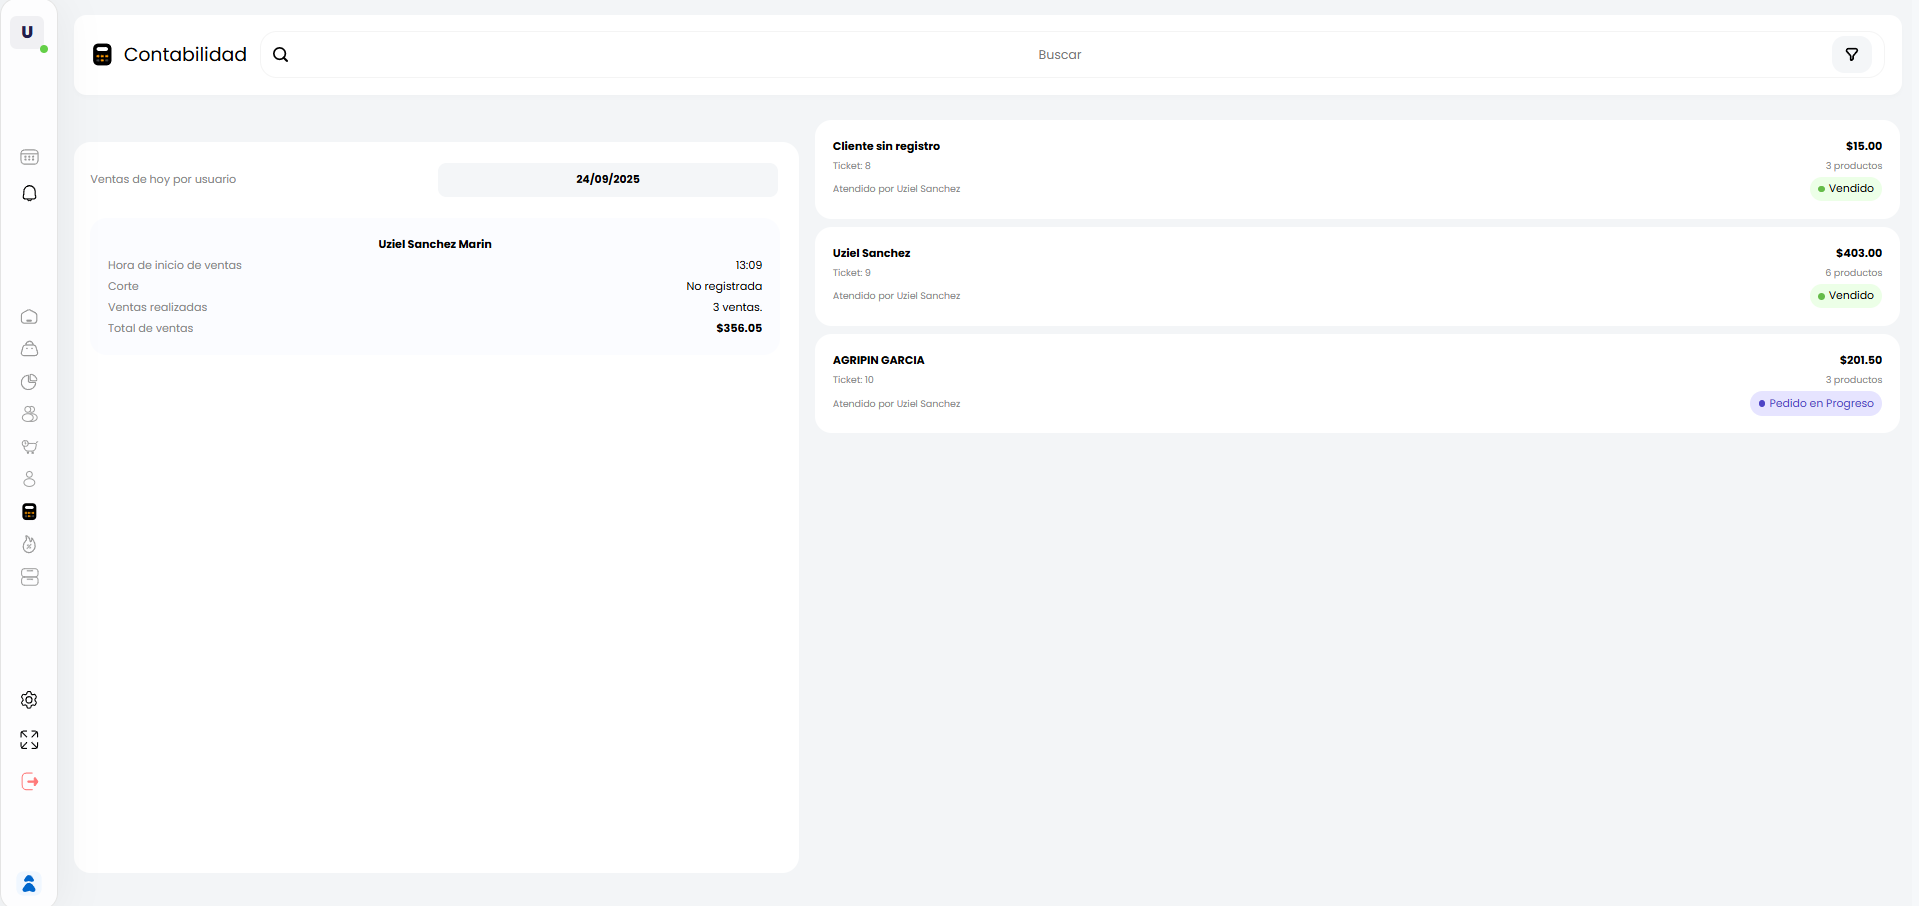 U
Contabilidad
Buscar
Ventas de hoy por usuario
24/09/2025
Uziel Sanchez Marin
Hora de inicio de ventas 13:09
Corte No registrada
Ventas realizadas 3 ventas.
Total de ventas $356.05
Cliente sin registro $15.00
Ticket: 8 3 productos
Atendido por Uziel Sanchez Vendido
Uziel Sanchez $403.00
Ticket: 9 6 productos
Atendido por Uziel Sanchez Vendido
AGRIPIN GARCIA $201.50
Ticket: 10 3 productos
Atendido por Uziel Sanchez Pedido en Progreso